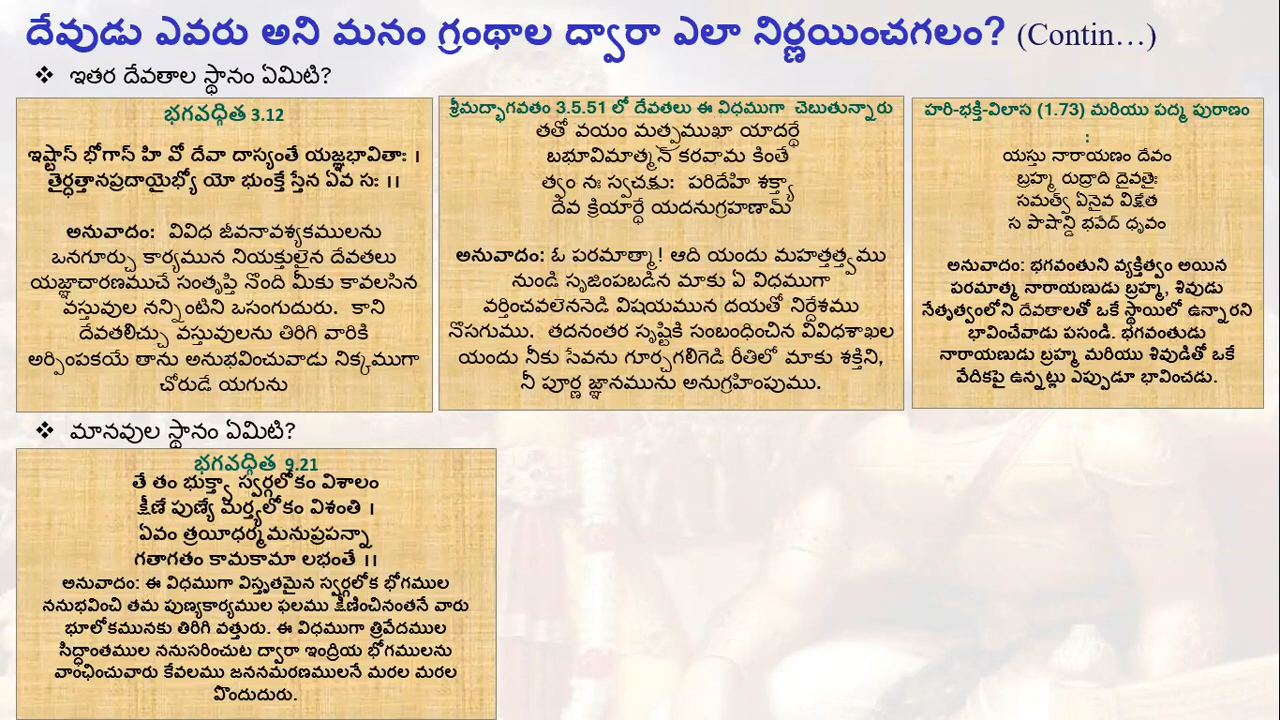 దేవుడు ఎవరు అని మనం గ్రంథాల ద్వారా ఎలా నిర్ణయించగలం? (Contin…)
❖ ఇతర దేవతాల స్థానం ఏమిటి?
భగవద్గిత 3.12
ఇష్టాస్ భోగాస్ హి వో దేవా దాస్యంతే యజ్ఞభావితాః ।
తైర్దత్తానప్రదాయైభ్యో యో భుంక్తే స్తేన ఏవ సః ।।
అనువాదం: వివిధ జీవనావశ్యకములను
ఒనగూర్చు కార్యమున నియక్తులైన దేవతలు
యజ్ఞాచారణముచే సంతృప్తి నొంది మీకు కావలసిన
వస్తువుల నన్నింటిని ఒసంగుదురు. కాని
దేవతలిచ్చు వస్తువులను తిరిగి వారికి
అర్పింపకయే తాను అనుభవించువాడు నిక్కముగా
చోరుడే యగును
శ్రీమద్భాగవతం 3.5.51 లో దేవతలు ఈ విధముగా చెబుతున్నారు
తతో వయం మత్ప్రముఖా యాదర్థే
బభూవిమాత్మన్ కరవామ కింతే
త్వం నః స్వచక్షు: పరిదేహి శక్త్యా
దేవ క్రియార్థే యదనుగ్రహణామ్
అనువాదం: ఓ పరమాత్మా! ఆది యందు మహత్తత్త్వము
నుండి సృజింపబడిన మాకు ఏ విధముగా
వర్తించవలెననెడి విషయమున దయతో నిర్దేశము
నొసగుము. తదనంతర సృష్టికి సంబంధించిన వివిధశాఖల
యందు నీకు సేవను గూర్చగలిగెడి రీతిలో మాకు శక్తిని,
నీ పూర్ణ జ్ఞానమును అనుగ్రహింపుము.
హరి-భక్తి-విలాస (1.73) మరియు పద్మ పురాణం
:
యస్తు నారాయణం దేవం
బ్రహ్మ రుద్రాది దైవతైః
సమత్వ్ ఏనైవ విక్షేత
స పాషాన్డి భవేద్ ధృవం
అనువాదం: భగవంతుని వ్యక్తిత్వం అయిన
పరమాత్మ నారాయణుడు బ్రహ్మ, శివుడు
నేతృత్వంలోని దేవతాలతో ఒకే స్థాయిలో ఉన్నారని
భావించేవాడు పసండి. భగవంతుడు
నారాయణుడు బ్రహ్మ మరియు శివుడితో ఒకే
వేదికపై ఉన్నట్లు ఎప్పుడూ భావించడు.
❖ మానవుల స్థానం ఏమిటి?
భగవద్గిత 9.21
తే తం భుక్త్వా స్వర్గలోకం విశాలం
క్షీణే పుణ్యే మర్త్యలోకం విశంతి ।
ఏవం త్రయీధర్మమనుప్రపన్నా
గతాగతం కామకామా లభంతే ।।
అనువాదం: ఈ విధముగా విస్తృతమైన స్వర్గలోక భోగముల
ననుభవించి తమ పుణ్యకార్యముల ఫలము క్షీణించినంతనే వారు
భూలోకమునకు తిరిగి వత్తురు. ఈ విధముగా త్రివేదముల
సిద్ధాంతముల ననుసరించుట ద్వారా ఇంద్రియ భోగములను
వాంఛించువారు కేవలము జననమరణములనే మరల మరల
పొందుదురు.